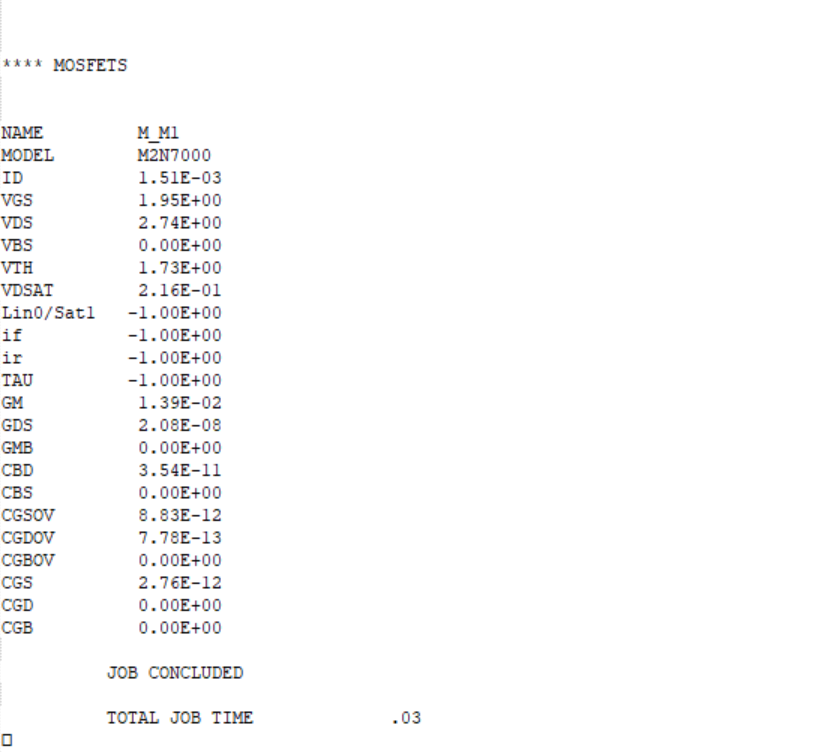 **** MOSFETS
NAME M_M1
MODEL M2N7000
ID 1.51E-03
VGS 1.95E+00
VDS 2.74E+00
VBS 0.00E+00
VTH 1.73E+00
VDSAT 2.16E-01
Lin0/Sat1 -1.00E+00
if -1.00E+00
ir -1.00E+00
TAU -1.00E+00
GM 1.39E-02
GDS 2.08E-08
GMB 0.00E+00
CBD 3.54E-11
CBS 0.00E+00
CGSOV 8.83E-12
CGDOV 7.78E-13
CGBOV 0.00E+00
CGS 2.76E-12
CGD 0.00E+00
CGB 0.00E+00
JOB CONCLUDED
TOTAL JOB TIME .03